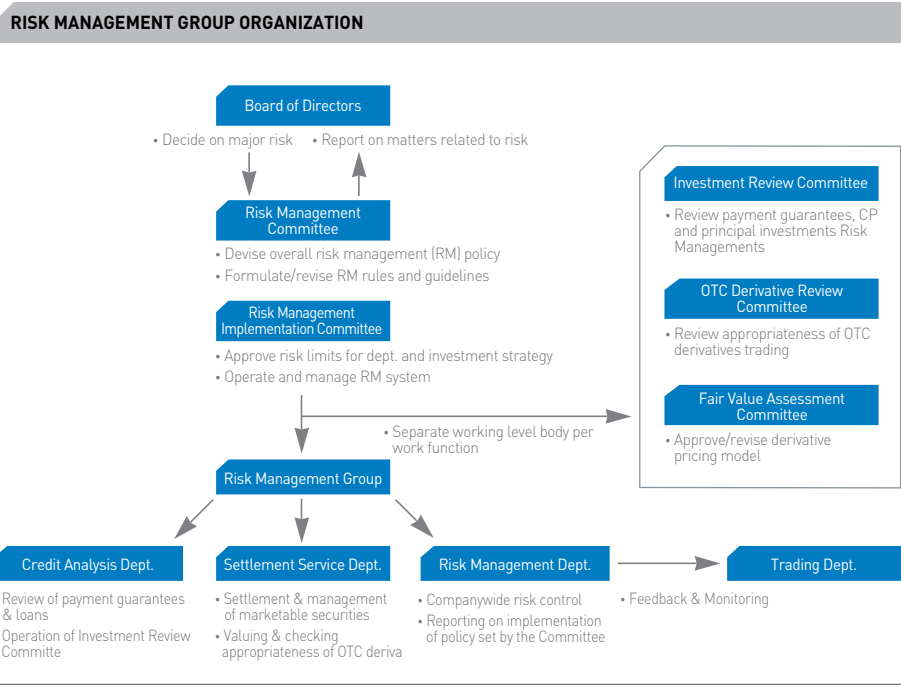 RISK MANAGEMENT GROUP ORGANIZATION
Board of Directors
• Decide on major risk
• Report on matters related to risk
Risk Management
Committee
• Devise overall risk management (RM) policy
• Formulate/revise RM rules and guidelines
Risk Management
Implementation Committee
• Approve risk limits for dept. and investment strategy
• Operate and manage RM system
• Separate working level body per
work function
Investment Review Committee
• Review payment guarantees, CP
and principal investments Risk
Managements
OTC Derivative Review
Committee
• Review appropriateness of OTC
derivatives trading
Fair Value Assessment
Committee
• Approve/revise derivative
pricing model
Risk Management Group
Credit Analysis Dept.
Review of payment guarantees
& loans
Operation of Investment Review
Committe
Settlement Service Dept.
• Settlement & management
of marketable securities
• Valuing & checking
appropriateness of OTC deriva
Risk Management Dept.
• Companywide risk control
• Reporting on implementation
of policy set by the Committee
• Feedback & Monitoring
Trading Dept.